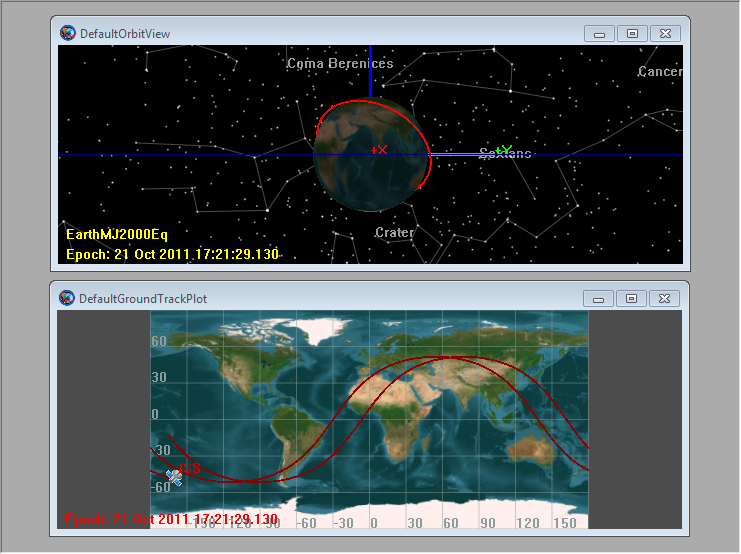 DefaultOrbitView
Coma Berenices
Cancer
+X
Sextans
+Y
Crater
EarthMJ2000Eq
Epoch: 21 Oct 2011 17:21:29.130
DefaultGroundTrackPlot
60
30
0
-30
ISS
-60
Epoch: 21 Oct 2011 17:21:29.130
-120 -90 -60 -30 0 30 60 90 120 150